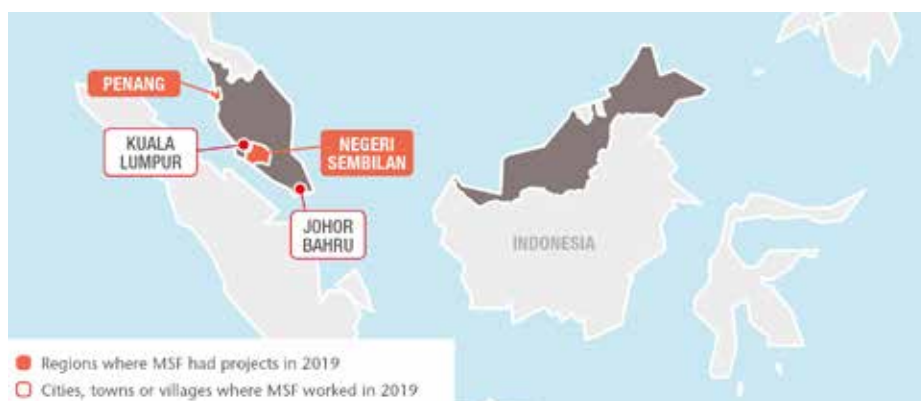 PENANG
KUALA
LUMPUR
NEGERI
SEMBILAN
JOHOR
BAHRU
INDONESIA
Regions where MSF had projects in 2019
Cities, towns or villages where MSF worked in 2019